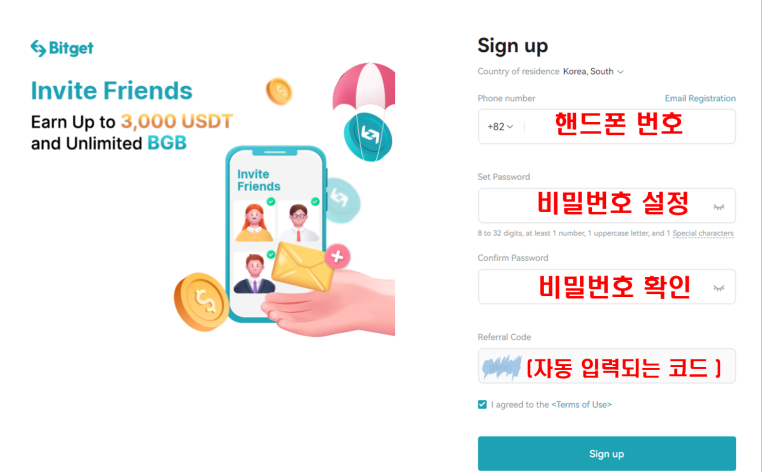 Bitget
Invite Friends
Earn Up to 3,000 USDT
and Unlimited BGB
Invite
Friends
Sign up
Country of residence Korea, South
Phone number Email Registration
+82 핸드폰 번호
Set Password
비밀번호 설정
8 to 32 digits, at least 1 number, 1 uppercase letter, and 1 Special characters
Confirm Password
비밀번호 확인
Referral Code
(자동 입력되는 코드 )
I agreed to the <Terms of Use>
Sign up